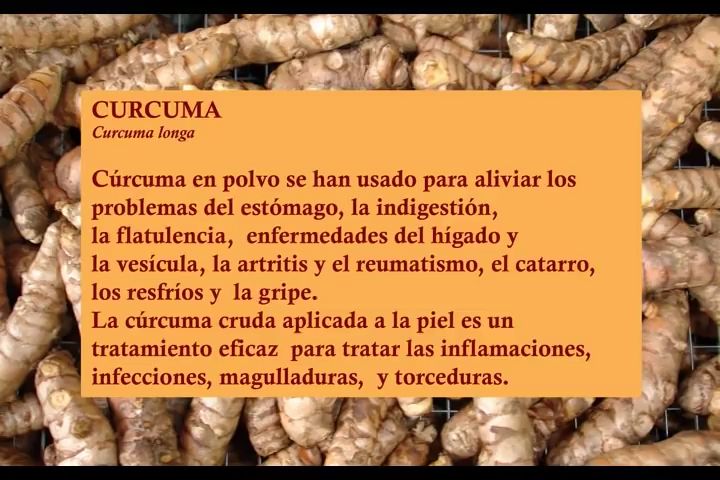 CURCUMA
Curcuma longa
Cúrcuma en polvo se han usado para aliviar los
problemas del estómago, la indigestión,
la flatulencia,  enfermedades del hígado y
la vesícula, la artritis y el reumatismo, el catarro,
los resfríos y  la gripe.
La cúrcuma cruda aplicada a la piel es un
tratamiento eficaz  para tratar las inflamaciones,
infecciones, magulladuras,  y torceduras.